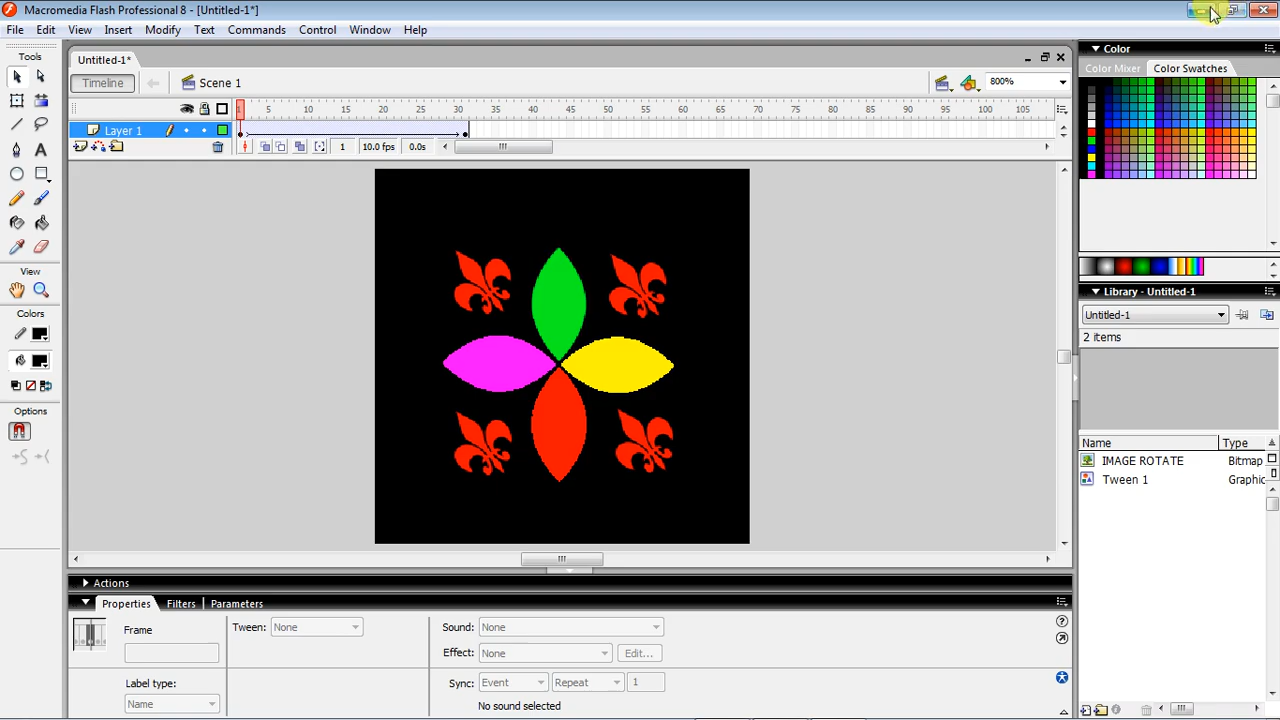 Macromedia Flash Professional 8 - [Untitled-1*]
File Edit View Insert Modify Text Commands Control Window Help
Tools
View
Colors
Options
Untitled-1*
Timeline
Scene 1
800%
1 5 10 15 20 25 30 35 40 45 50 55 60 65 70 75 80 85 90 95 100 105
Layer 1
1
10.0 fps
Color
Color Mixer Color Swatches
Library - Untitled-1
Untitled-1
2 items
Name Type
IMAGE ROTATE Bitmap
Tween 1 Graphic
Actions
Properties Filters Parameters
Frame
Tween: None
Label type:
Name
Sound: None
Effect: None Edit...
Sync: Event Repeat 1
No sound selected